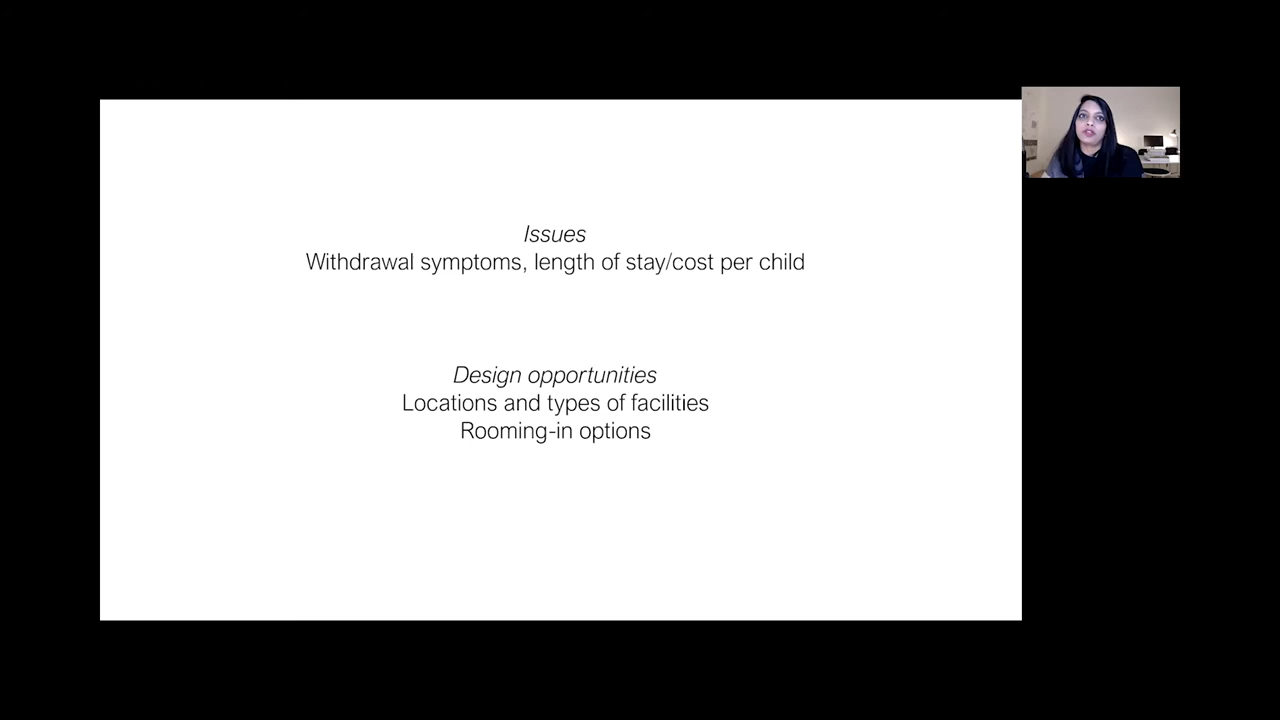 Issues
Withdrawal symptoms, length of stay/cost per child
Design opportunities
Locations and types of facilities
Rooming-in options